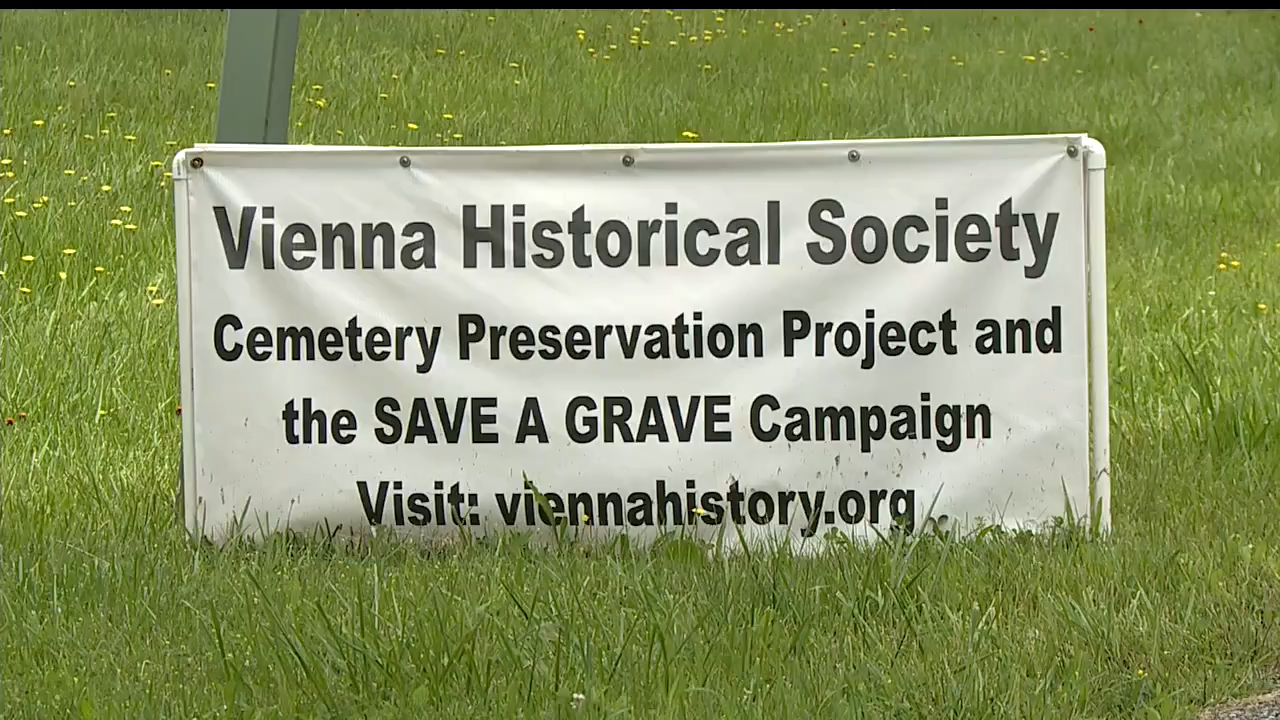 Vienna Historical Society
Cemetery Preservation Project and
the SAVE A GRAVE Campaign
Visit: viennahistory.org